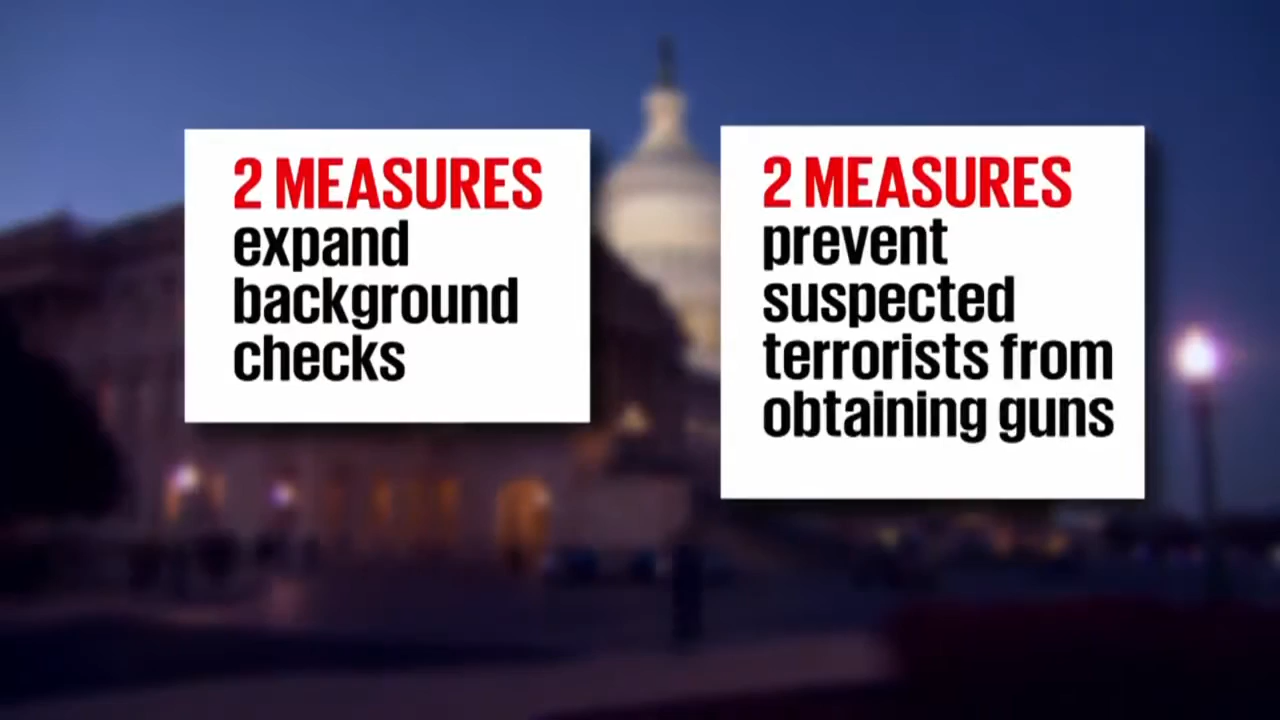 2 MEASURES
expand
background
checks
2 MEASURES
prevent
suspected
terrorists from
obtaining guns